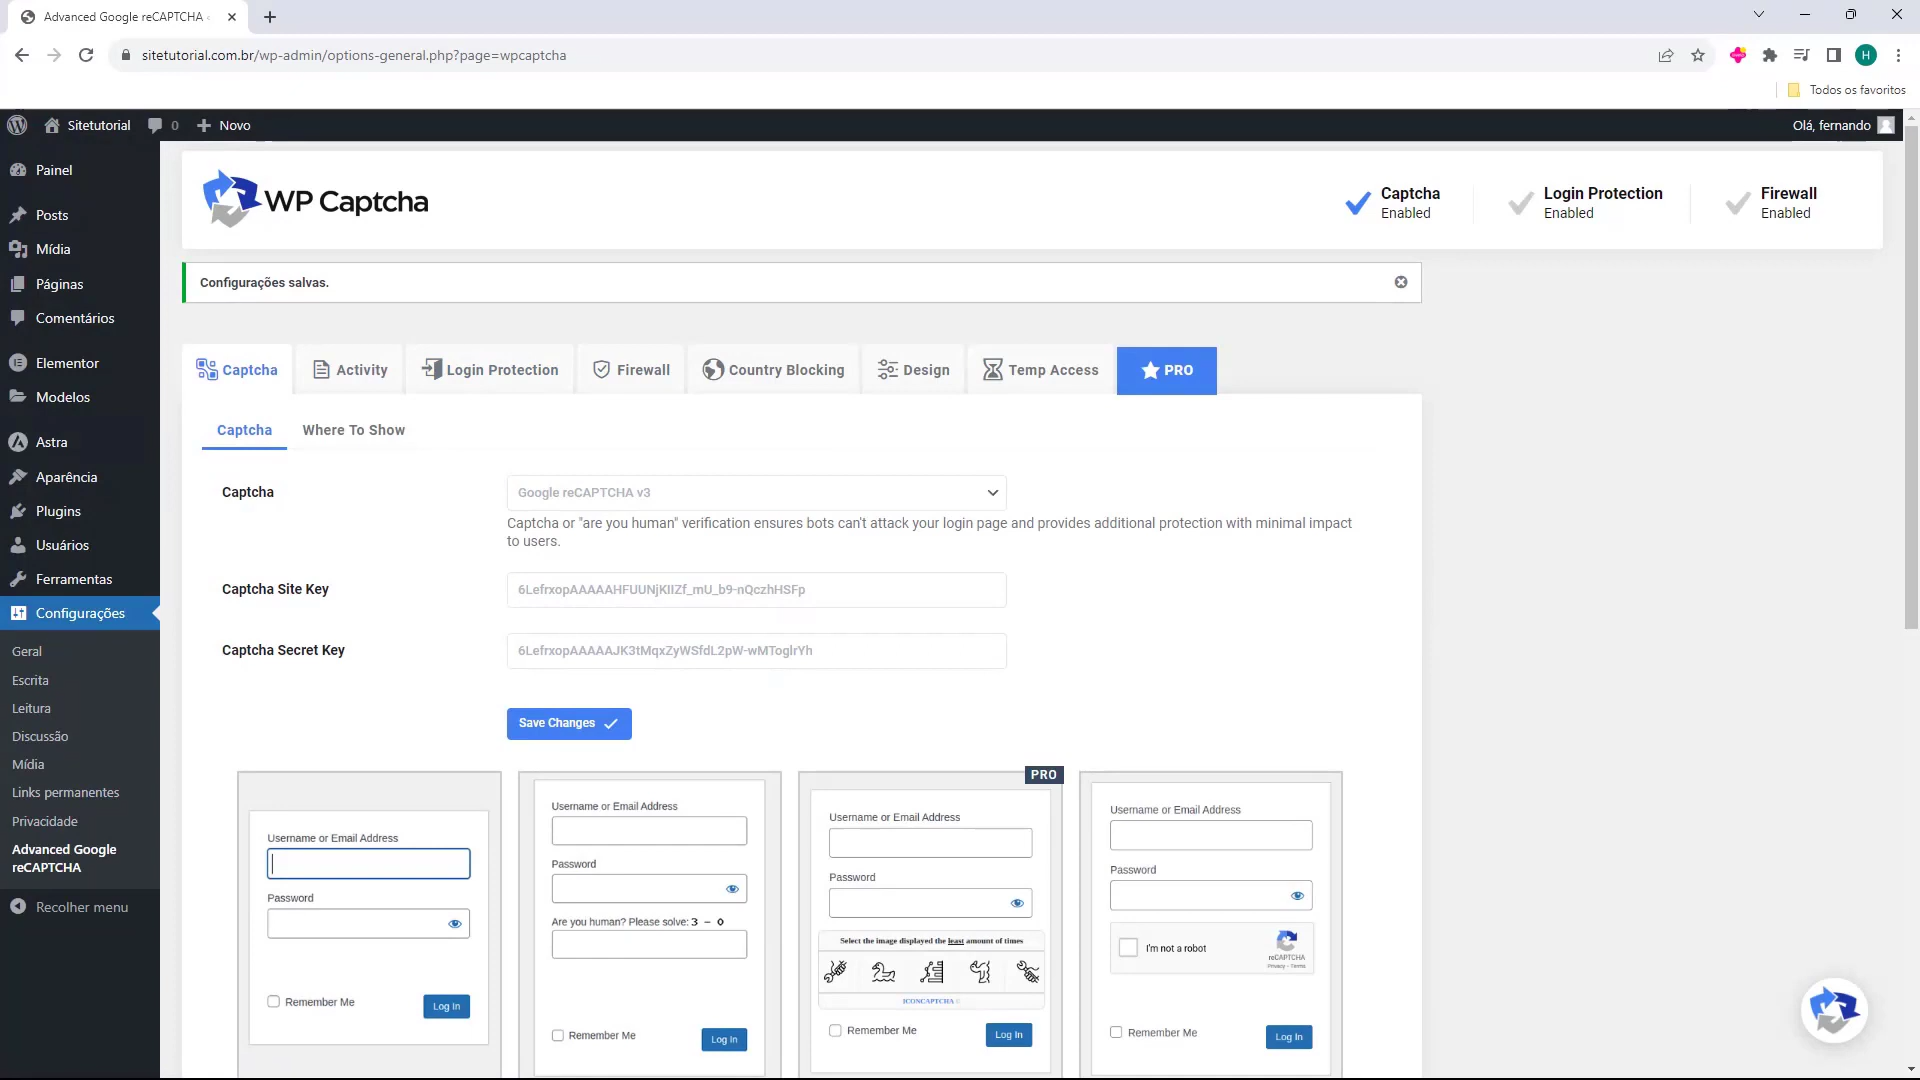 Advanced Google reCAPTCHA
sitetutorial.com.br/wp-admin/options-general.php?page=wpcaptcha
H
Todos os favoritos
Sitetutorial
0
Novo
Olá, fernando
Painel
Posts
Mídia
Páginas
Comentários
Elementor
Modelos
Astra
Aparência
Plugins
Usuários
Ferramentas
Configurações
Geral
Escrita
Leitura
Discussão
Mídia
Links permanentes
Privacidade
Advanced Google
reCAPTCHA
Recolher menu
WP Captcha
Captcha
Enabled
Login Protection
Enabled
Firewall
Enabled
Configurações salvas.
Captcha
Activity
Login Protection
Firewall
Country Blocking
Design
Temp Access
PRO
Captcha
Where To Show
Captcha
Google reCAPTCHA v3
Captcha or "are you human" verification ensures bots can't attack your login page and provides additional protection with minimal impact
to users.
Captcha Site Key
6LefrxopAAAAAHFUUNjKIIZf_mU_b9-nQczhHSFp
Captcha Secret Key
6LefrxopAAAAAJK3tMqxZyWSfdL2pW-wMToglrYh
Save Changes
Username or Email Address
Password
Remember Me
Log In
Username or Email Address
Password
Are you human? Please solve: 3 − 0
Remember Me
Log In
PRO
Username or Email Address
Password
Select the image displayed the least amount of times
ICONCAPTCHA ©
Remember Me
Log In
Username or Email Address
Password
I'm not a robot
reCAPTCHA
Privacy - Terms
Remember Me
Log In